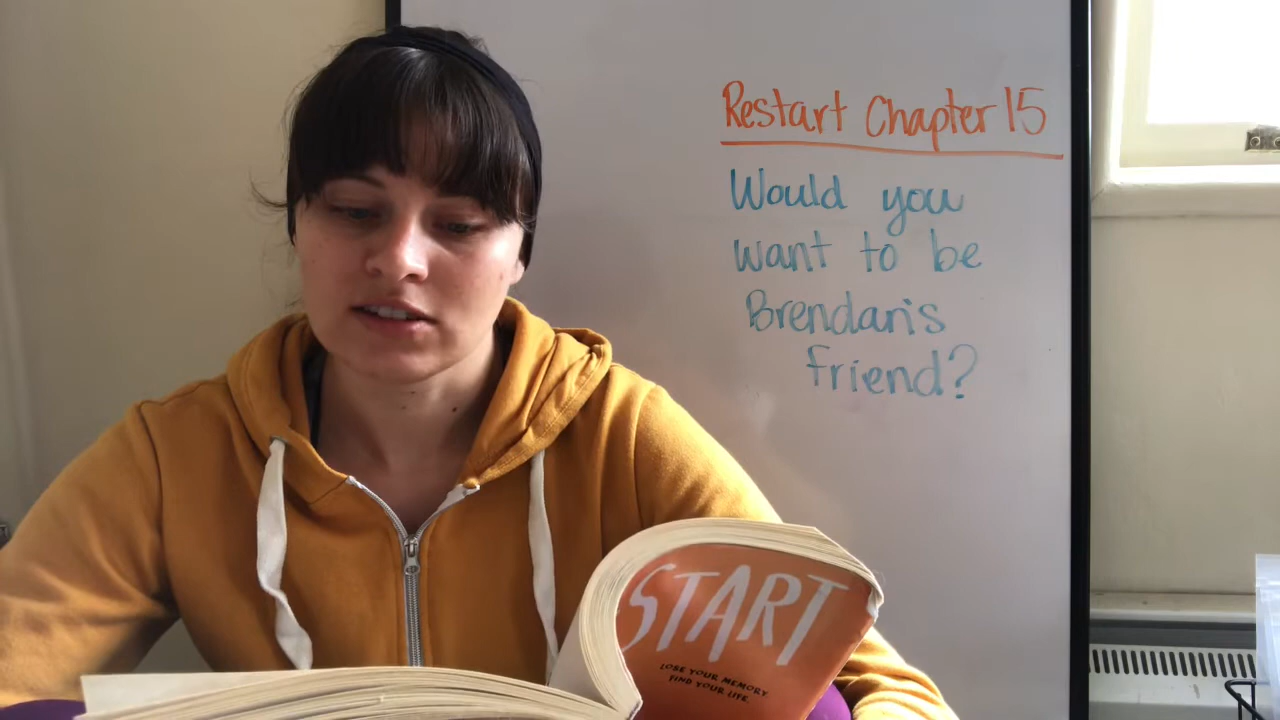 Restart Chapter 15
Would you
want to be
Brendan's
friend?
START
LOSE YOUR MEMORY
FIND YOUR LIFE.